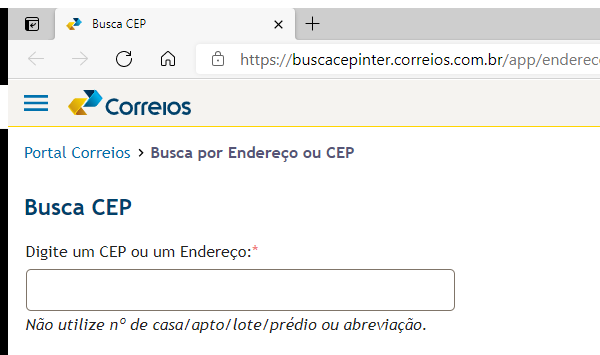 Busca CEP
https://buscacepinter.correios.com.br/app/enderec
Correios
Portal Correios > Busca por Endereço ou CEP
Busca CEP
Digite um CEP ou um Endereço:*
Não utilize nº de casa/apto/lote/prédio ou abreviação.